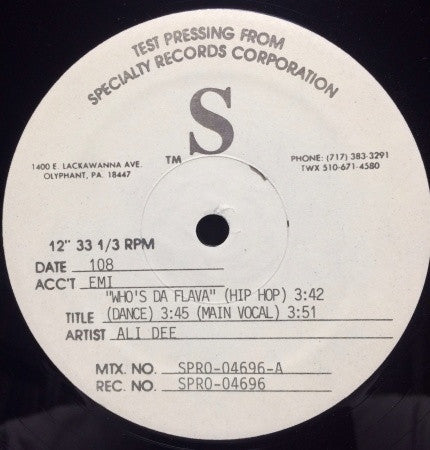 TEST PRESSING FROM
SPECIALTY RECORDS CORPORATION
S
TM
1400 E. LACKAWANNA AVE.
OLYPHANT, PA. 18447
PHONE: (717) 383-3291
TWX 510-671-4580
12" 33 1/3 RPM
DATE 108
ACC'T EMI
"WHO'S DA FLAVA" (HIP HOP) 3:42
TITLE (DANCE) 3:45 (MAIN VOCAL) 3:51
ARTIST ALI DEE
MTX. NO. SPRO-04696-A
REC. NO. SPRO-04696